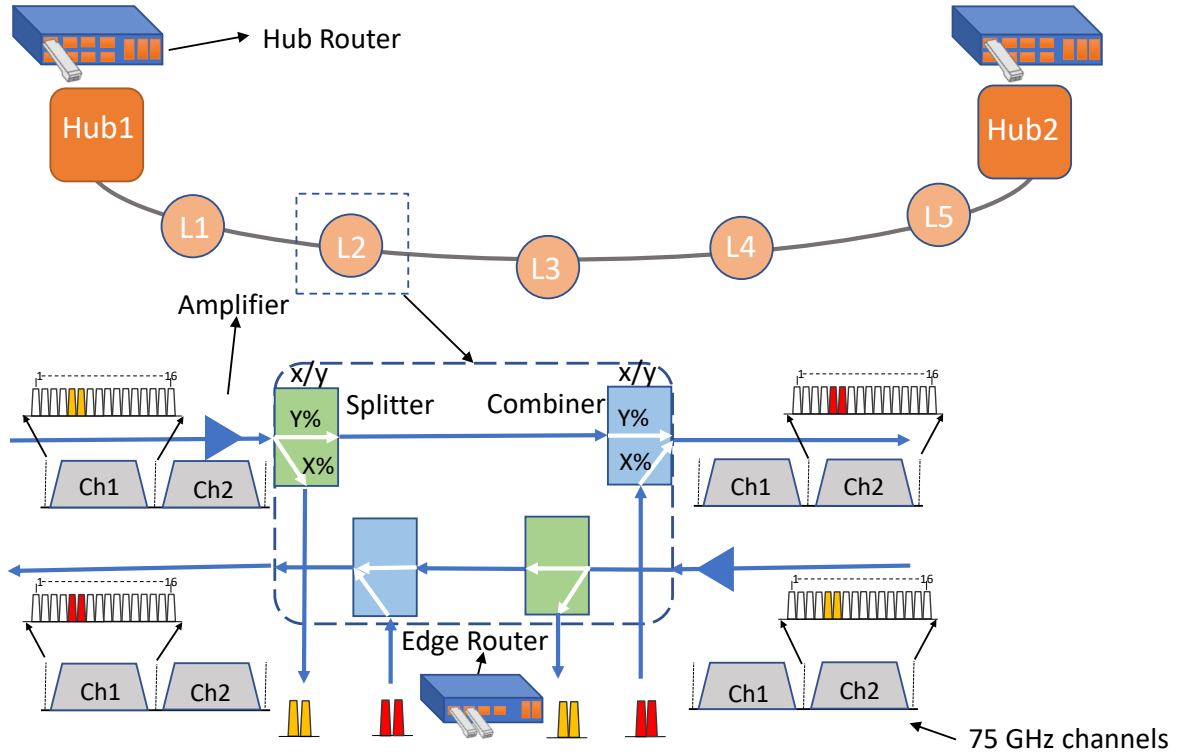 Hub Router
Hub1
Hub2
L1
L2
L3
L4
L5
Amplifier
x/y
x/y
1
16
Splitter
Combiner
1
16
Y%
Y%
X%
X%
Ch1
Ch2
Ch1
Ch2
1
16
1
16
Edge Router
Ch1
Ch2
Ch1
Ch2
75 GHz channels